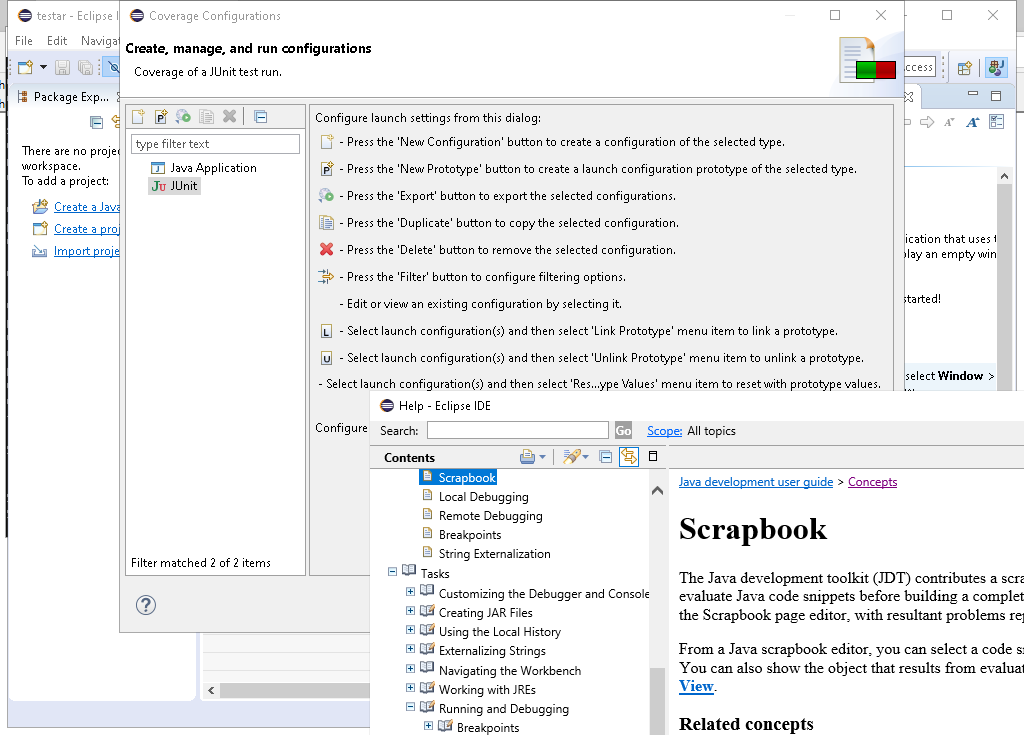 testar - Eclipse I
File Edit Navigat
Package Exp...
There are no proje
workspace.
To add a project:
Create a Java
Create a proj
Import proje
Coverage Configurations
Create, manage, and run configurations
Coverage of a JUnit test run.
type filter text
Java Application
Ju JUnit
Filter matched 2 of 2 items
Configure launch settings from this dialog:
- Press the 'New Configuration' button to create a configuration of the selected type.
- Press the 'New Prototype' button to create a launch configuration prototype of the selected type.
- Press the 'Export' button to export the selected configurations.
- Press the 'Duplicate' button to copy the selected configuration.
- Press the 'Delete' button to remove the selected configuration.
- Press the 'Filter' button to configure filtering options.
- Edit or view an existing configuration by selecting it.
L - Select launch configuration(s) and then select 'Link Prototype' menu item to link a prototype.
U - Select launch configuration(s) and then select 'Unlink Prototype' menu item to unlink a prototype.
- Select launch configuration(s) and then select 'Res...ype Values' menu item to reset with prototype values.
Configure
ccess
ication that uses t
lay an empty win
started!
select Window >
Help - Eclipse IDE
Search:
Go
Scope: All topics
Contents
Scrapbook
Local Debugging
Remote Debugging
Breakpoints
String Externalization
Tasks
Customizing the Debugger and Console
Creating JAR Files
Using the Local History
Externalizing Strings
Navigating the Workbench
Working with JREs
Running and Debugging
Breakpoints
Java development user guide > Concepts
Scrapbook
The Java development toolkit (JDT) contributes a scra
evaluate Java code snippets before building a complet
the Scrapbook page editor, with resultant problems rep
From a Java scrapbook editor, you can select a code s
You can also show the object that results from evaluat
View.
Related concepts